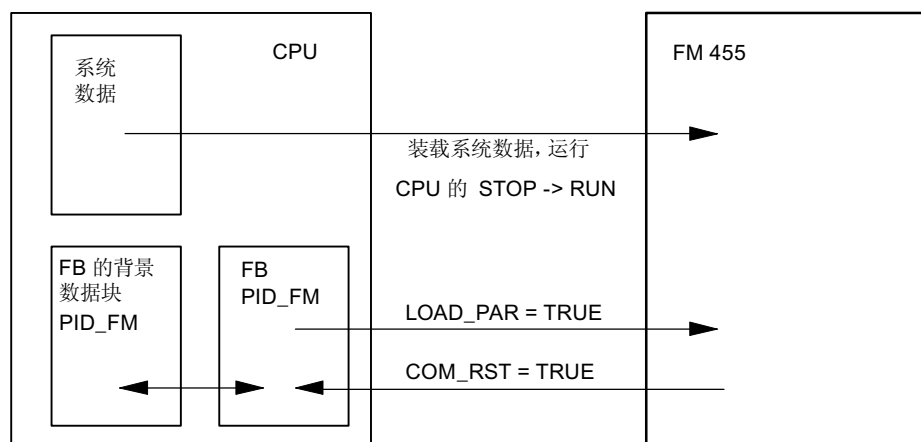 CPU
FM 455
系统
数据
装载系统数据，运行
CPU 的 STOP -> RUN
FB 的背景
数据块
PID_FM
FB
PID_FM
LOAD_PAR = TRUE
COM_RST = TRUE